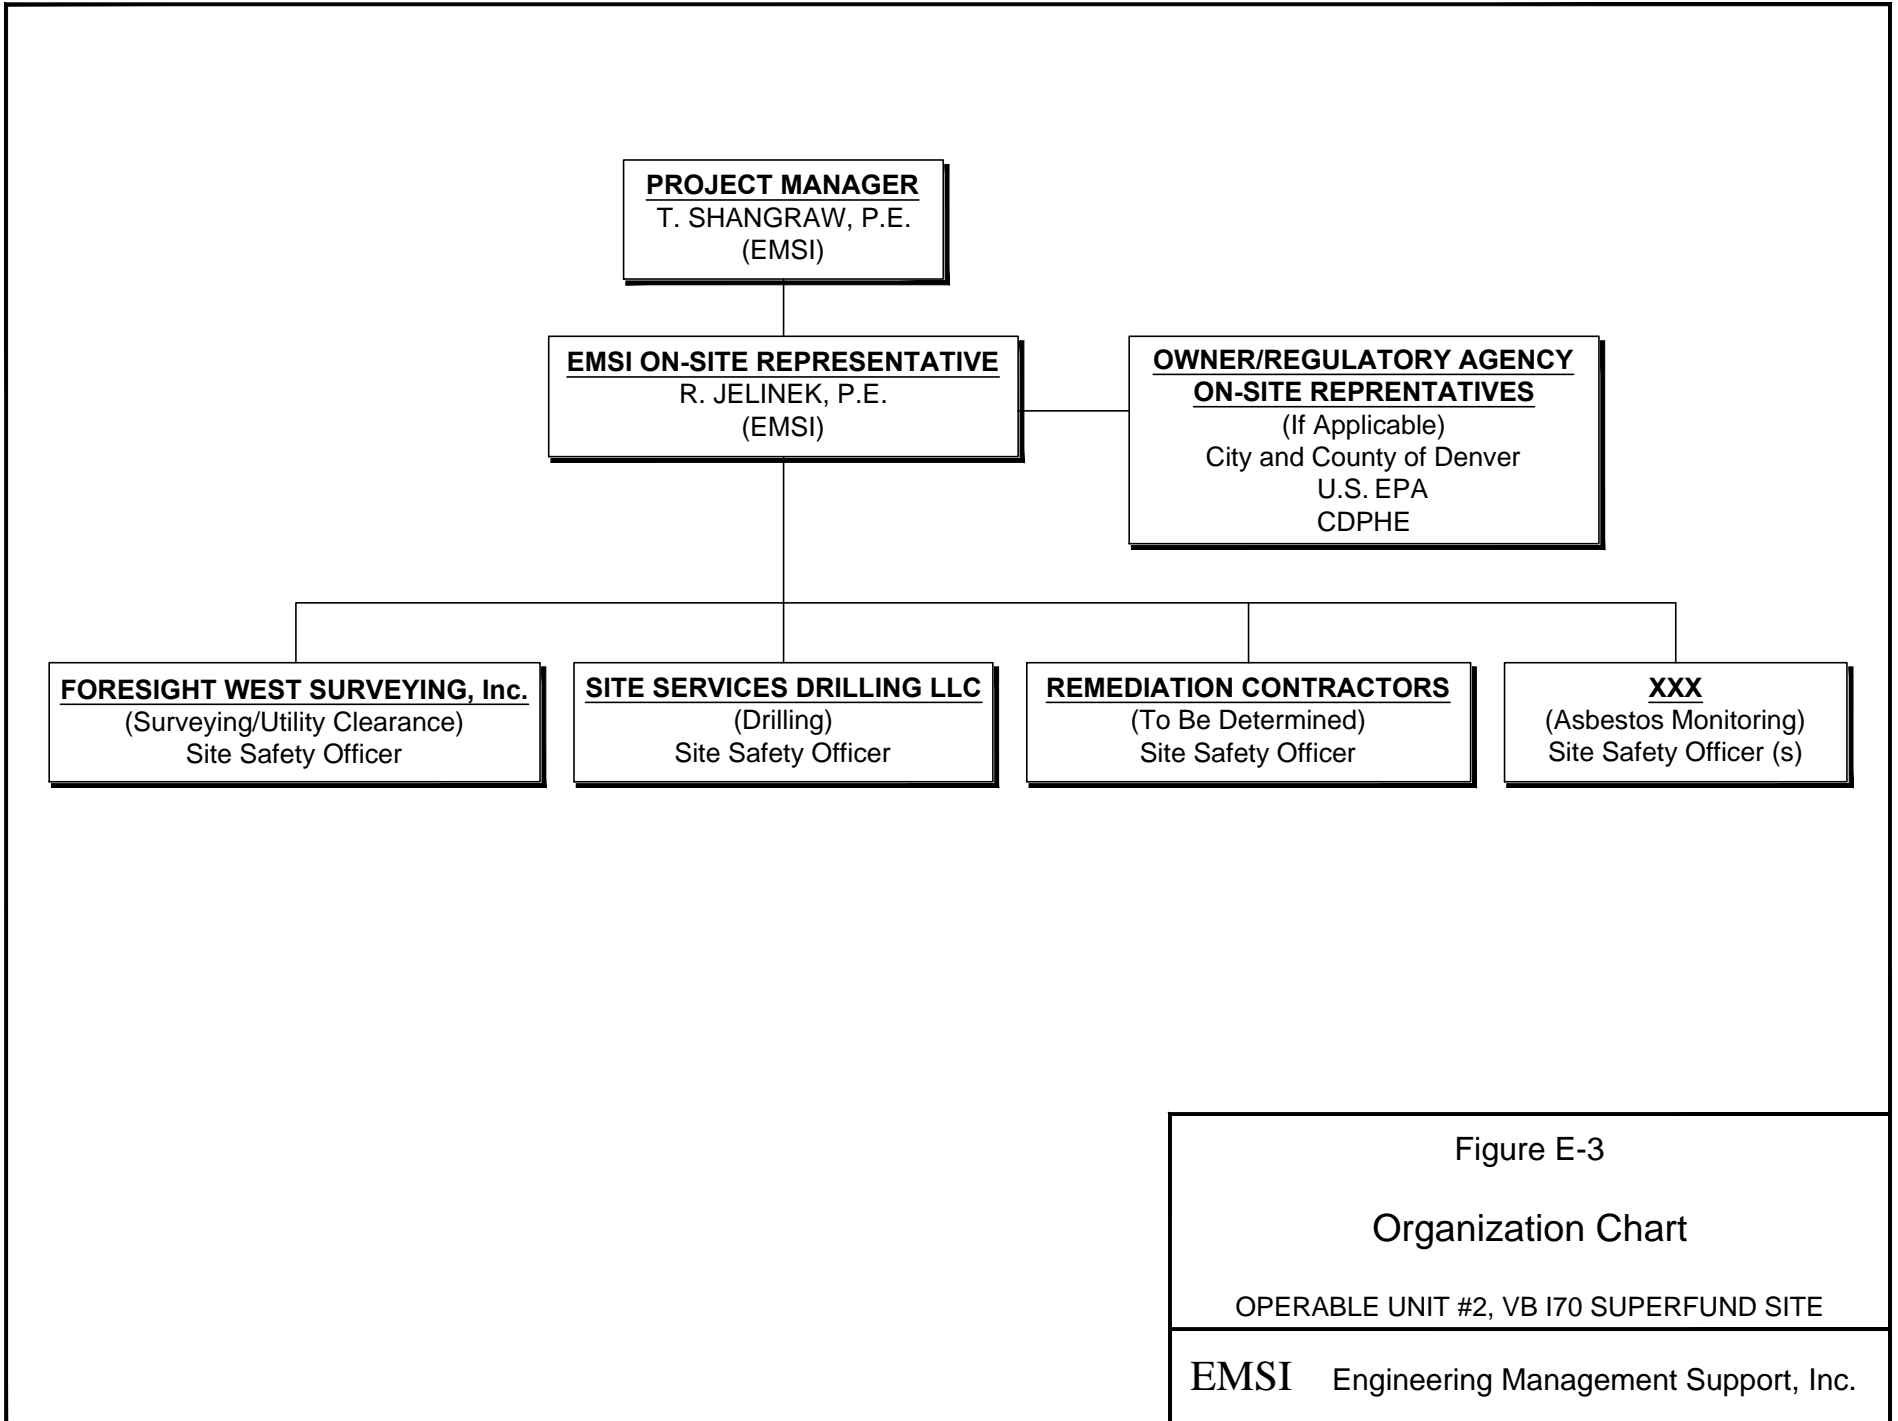 PROJECT MANAGER
T. SHANGRAW, P.E.
(EMSI)
EMSI ON-SITE REPRESENTATIVE
R. JELINEK, P.E.
(EMSI)
OWNER/REGULATORY AGENCY
ON-SITE REPRENTATIVES
(If Applicable)
City and County of Denver
U.S. EPA
CDPHE
FORESIGHT WEST SURVEYING, Inc.
(Surveying/Utility Clearance)
Site Safety Officer
SITE SERVICES DRILLING LLC
(Drilling)
Site Safety Officer
REMEDIATION CONTRACTORS
(To Be Determined)
Site Safety Officer
XXX
(Asbestos Monitoring)
Site Safety Officer (s)
Figure E-3
Organization Chart
OPERABLE UNIT #2, VB I70 SUPERFUND SITE
EMSI Engineering Management Support, Inc.